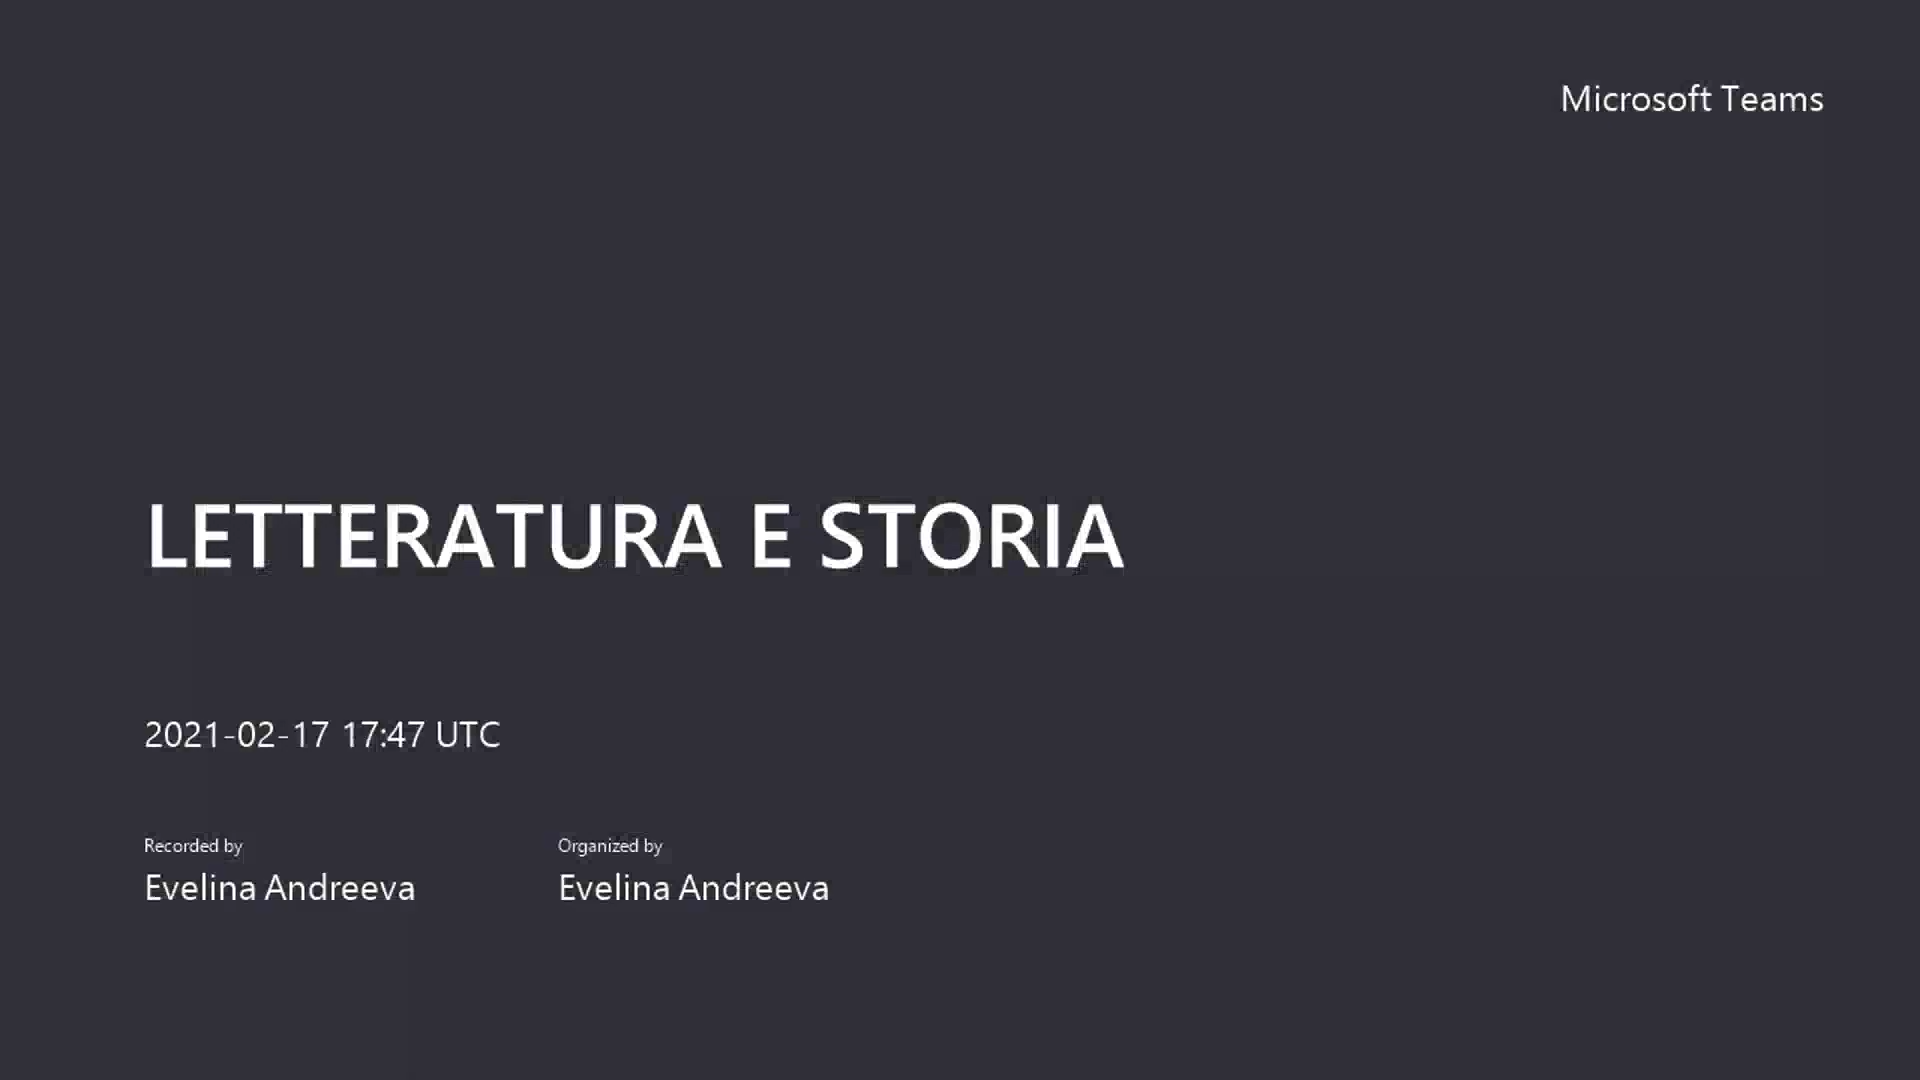 Microsoft Teams
LETTERATURA E STORIA
2021-02-17 17:47 UTC
Recorded by
Evelina Andreeva
Organized by
Evelina Andreeva